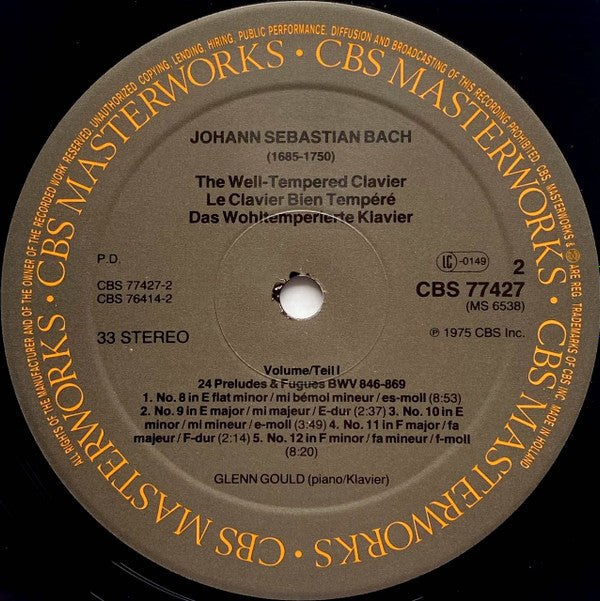 ALL RIGHTS OF THE MANUFACTURER AND OF THE OWNER OF THE RECORDED WORK RESERVED. UNAUTHORIZED COPYING, LENDING, HIRING, PUBLIC PERFORMANCE, DIFFUSION AND BROADCASTING OF THIS RECORDING PROHIBITED. CBS, MASTERWORKS & ARE REG. TRADEMARKS OF CBS INC. MADE IN HOLLAND
CBS MASTERWORKS • CBS MASTERWORKS • CBS MASTERWORKS • CBS MASTERWORKS • CBS MASTERWORKS •
JOHANN SEBASTIAN BACH
(1685-1750)
The Well-Tempered Clavier
Le Clavier Bien Tempéré
Das Wohltemperierte Klavier
P.D.
CBS 77427-2
CBS 76414-2
33 STEREO
LC -0149
2
CBS 77427
(MS 6538)
℗ 1975 CBS Inc.
Volume/Teil I
24 Preludes & Fugues BWV 846-869
1. No. 8 in E flat minor / mi bémol mineur / es-moll (8:53)
2. No. 9 in E major / mi majeur / E-dur (2:37) 3. No. 10 in E
minor / mi mineur / e-moll (3:49) 4. No. 11 in F major / fa
majeur / F-dur (2:14) 5. No. 12 in F minor / fa mineur / f-moll
(8:20)
GLENN GOULD (piano/Klavier)